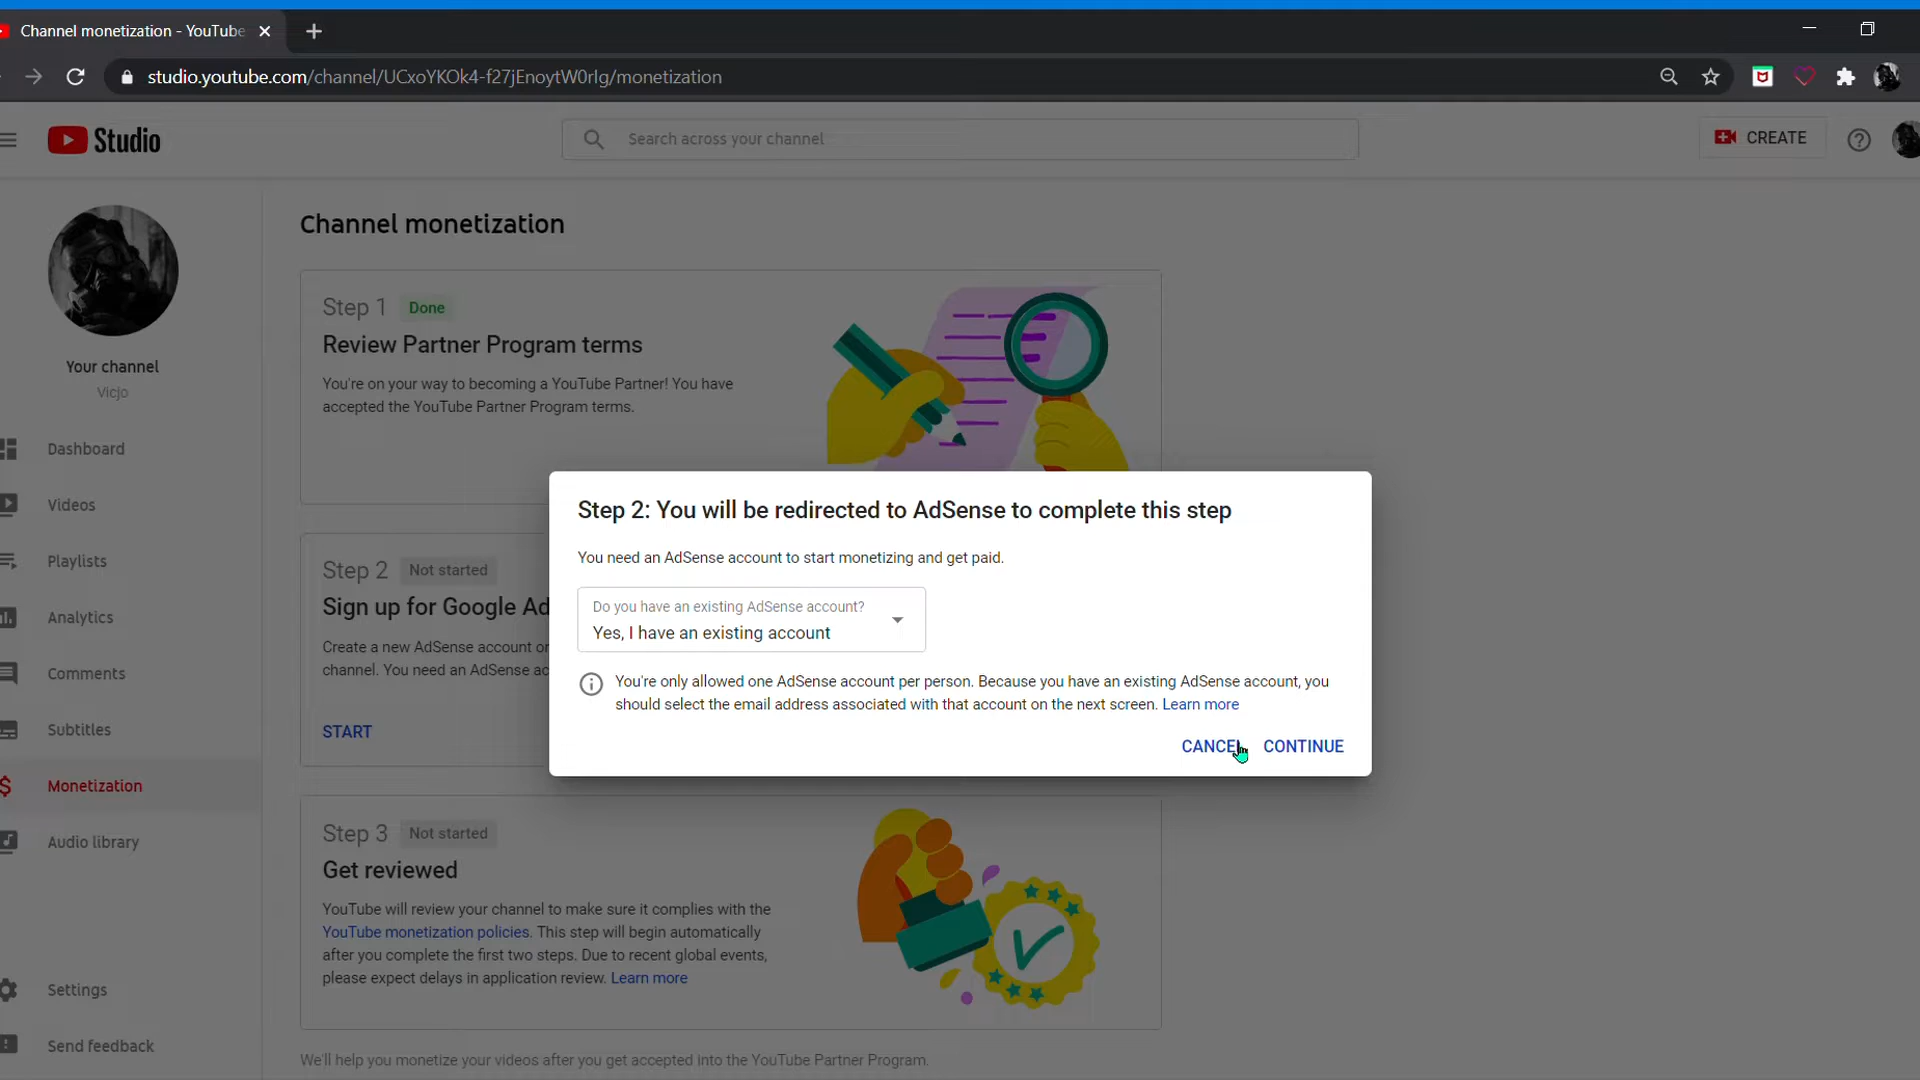 Channel monetization - YouTube
studio.youtube.com/channel/UCxoYKOk4-f27jEnoytW0rlg/monetization
Studio
Search across your channel
CREATE
Your channel
Vicjo
Dashboard
Videos
Playlists
Analytics
Comments
Subtitles
Monetization
Audio library
Settings
Send feedback
Channel monetization
Step 1 Done
Review Partner Program terms
You're on your way to becoming a YouTube Partner! You have
accepted the YouTube Partner Program terms.
Step 2 Not started
Sign up for Google Ad
Create a new AdSense account or
channel. You need an AdSense ac
START
Step 2: You will be redirected to AdSense to complete this step
You need an AdSense account to start monetizing and get paid.
Do you have an existing AdSense account?
Yes, I have an existing account
You're only allowed one AdSense account per person. Because you have an existing AdSense account, you
should select the email address associated with that account on the next screen. Learn more
CANCEL CONTINUE
Step 3 Not started
Get reviewed
YouTube will review your channel to make sure it complies with the
YouTube monetization policies. This step will begin automatically
after you complete the first two steps. Due to recent global events,
please expect delays in application review. Learn more
We'll help you monetize your videos after you get accepted into the YouTube Partner Program.